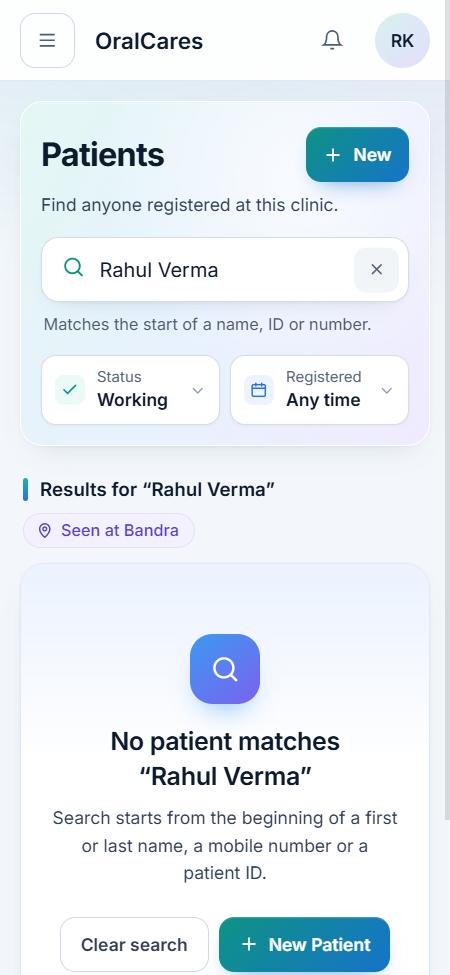 OralCares
RK
Patients
New
Find anyone registered at this clinic.
Rahul Verma
Matches the start of a name, ID or number.
Status
Working
Registered
Any time
Results for “Rahul Verma”
Seen at Bandra
No patient matches
“Rahul Verma”
Search starts from the beginning of a first
or last name, a mobile number or a
patient ID.
Clear search
New Patient